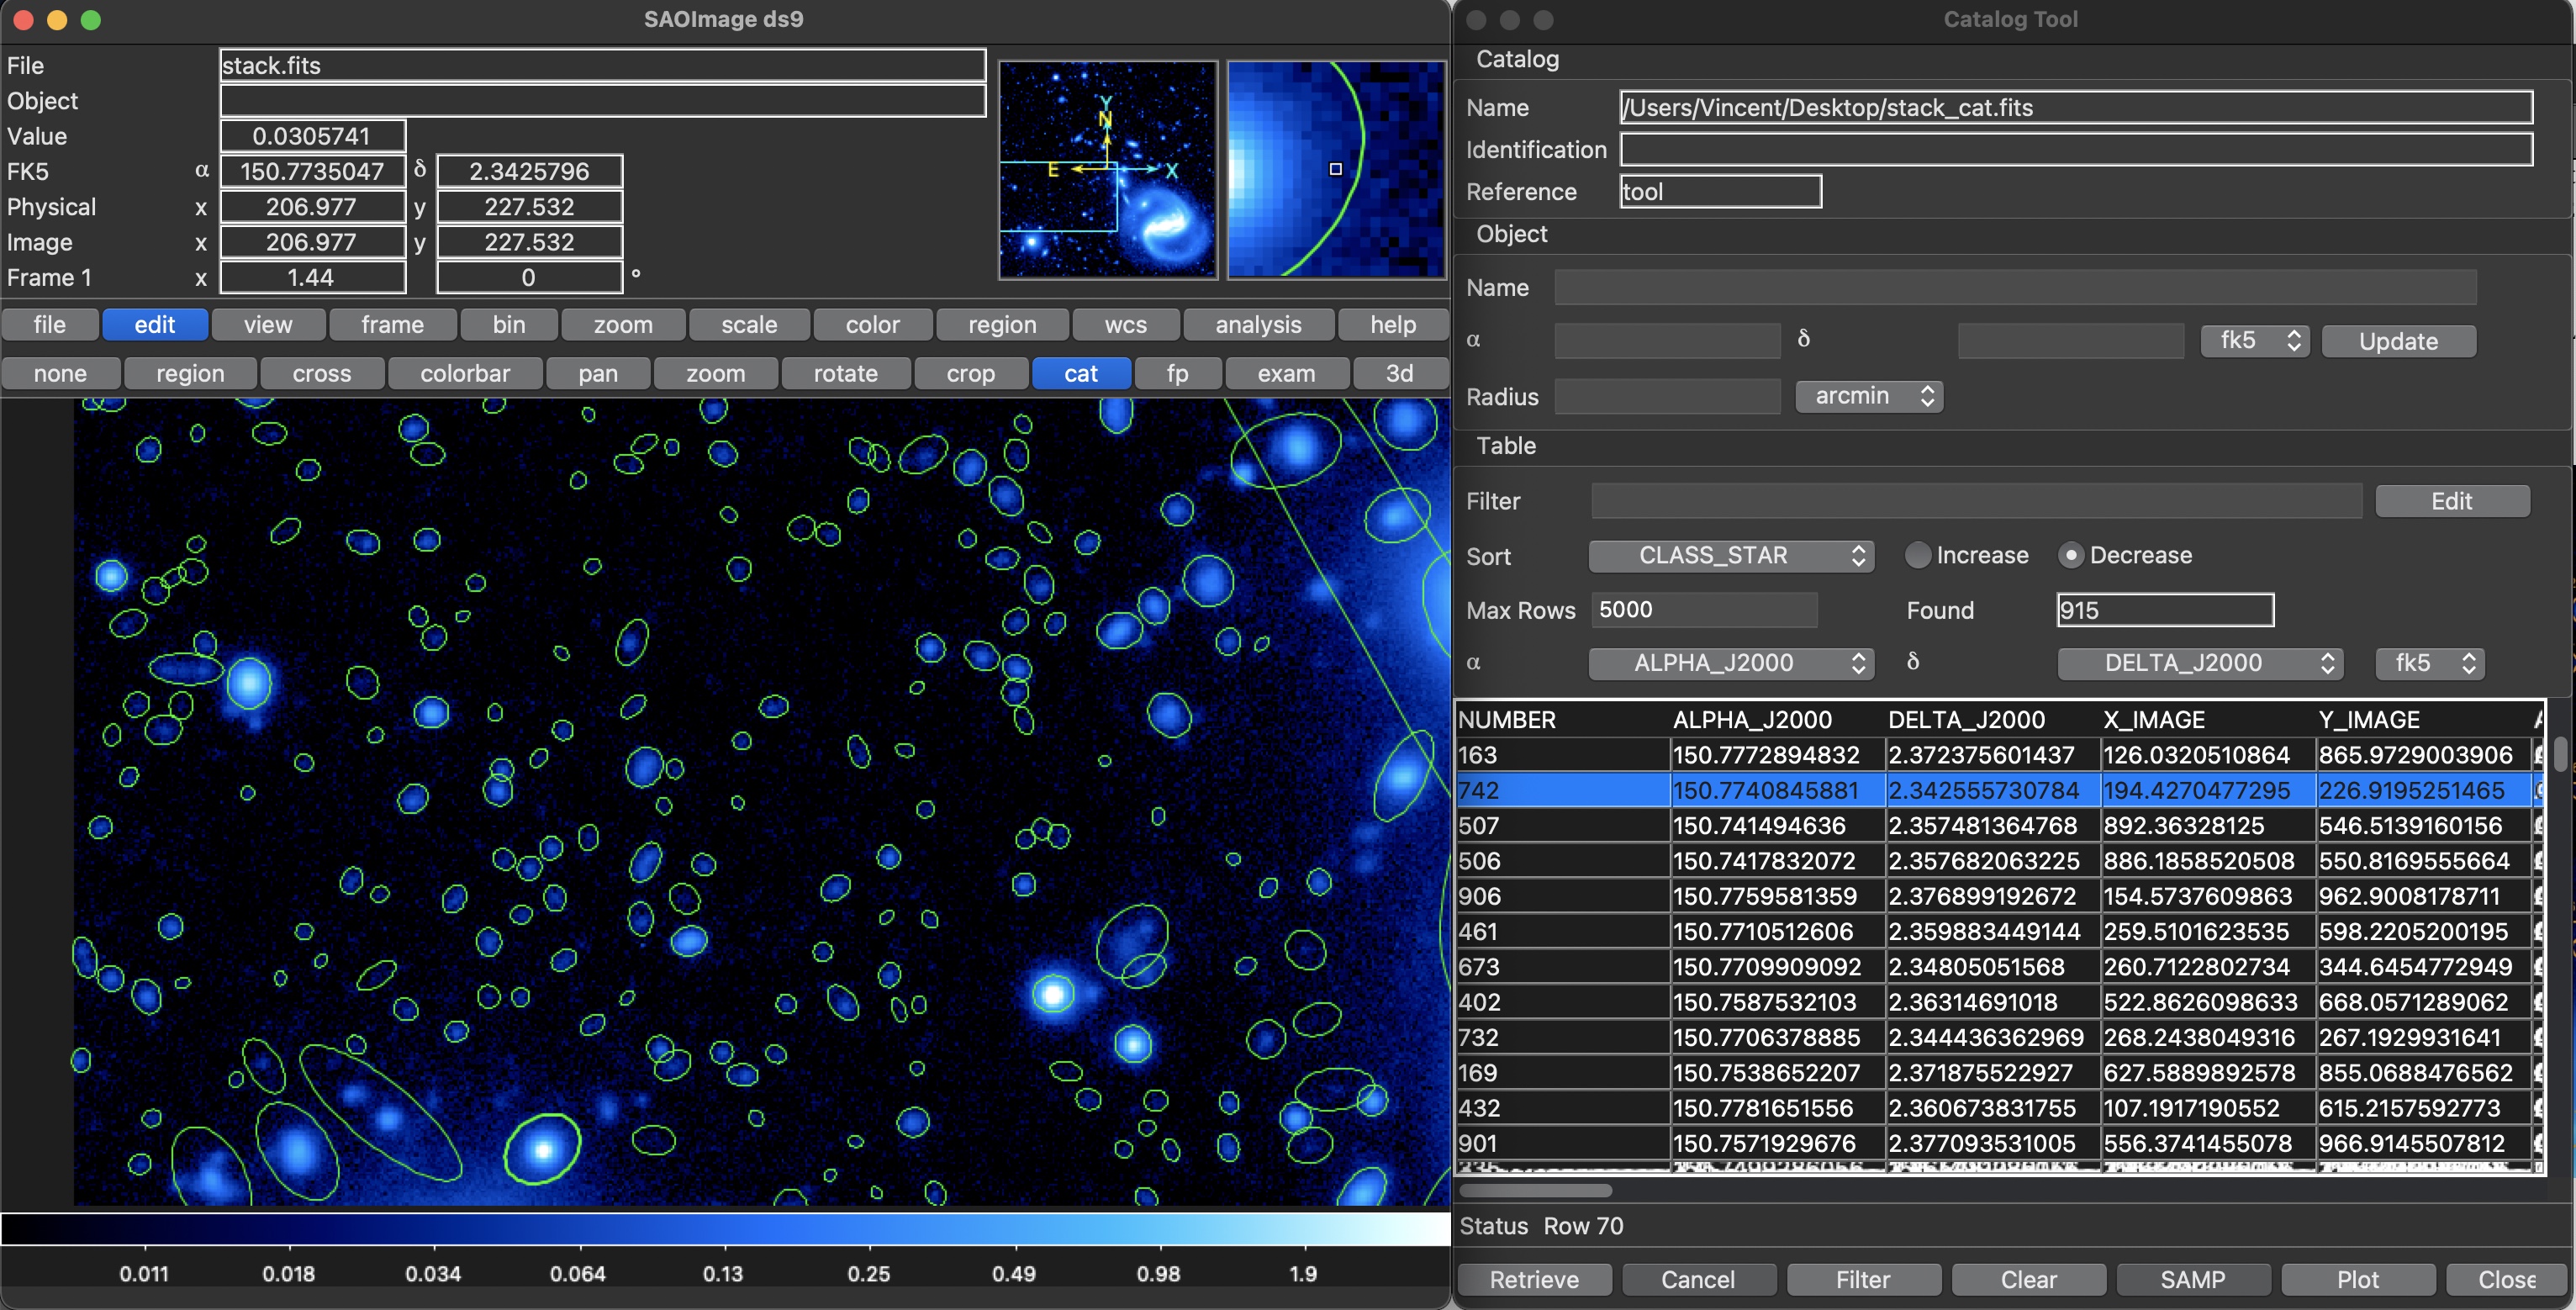 SAOImage ds9
File stack.fits
Object
Value 0.0305741
FK5 α 150.7735047 δ 2.3425796
Physical x 206.977 y 227.532
Image x 206.977 y 227.532
Frame 1 x 1.44 0 °
Y
N
E X
file edit view frame bin zoom scale color region wcs analysis help
none region cross colorbar pan zoom rotate crop cat fp exam 3d
0.011 0.018 0.034 0.064 0.13 0.25 0.49 0.98 1.9
Catalog Tool
Catalog
Name /Users/Vincent/Desktop/stack_cat.fits
Identification
Reference tool
Object
Name
α δ fk5 Update
Radius arcmin
Table
Filter Edit
Sort CLASS_STAR Increase Decrease
Max Rows 5000 Found 915
α ALPHA_J2000 δ DELTA_J2000 fk5
NUMBER ALPHA_J2000 DELTA_J2000 X_IMAGE Y_IMAGE
163 150.7772894832 2.372375601437 126.0320510864 865.9729003906
742 150.7740845881 2.342555730784 194.4270477295 226.9195251465
507 150.741494636 2.357481364768 892.36328125 546.5139160156
506 150.7417832072 2.357682063225 886.1858520508 550.8169555664
906 150.7759581359 2.376899192672 154.5737609863 962.9008178711
461 150.7710512606 2.359883449144 259.5101623535 598.2205200195
673 150.7709909092 2.34805051568 260.7122802734 344.6454772949
402 150.7587532103 2.36314691018 522.8626098633 668.0571289062
732 150.7706378885 2.344436362969 268.2438049316 267.1929931641
169 150.7538652207 2.371875522927 627.5889892578 855.0688476562
432 150.7781651556 2.360673831755 107.1917190552 615.2157592773
901 150.7571929676 2.377093531005 556.3741455078 966.9145507812
Status Row 70
Retrieve Cancel Filter Clear SAMP Plot Close